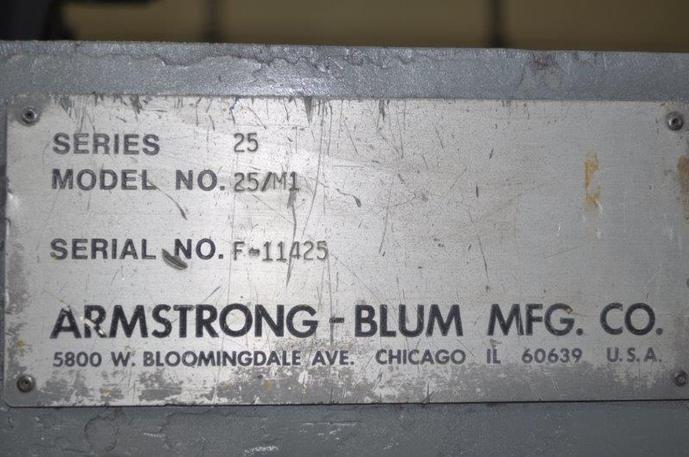 SERIES 25
MODEL NO. 25/M1
SERIAL NO. F-11425
ARMSTRONG-BLUM MFG. CO.
5800 W. BLOOMINGDALE AVE. CHICAGO IL 60639 U.S.A.